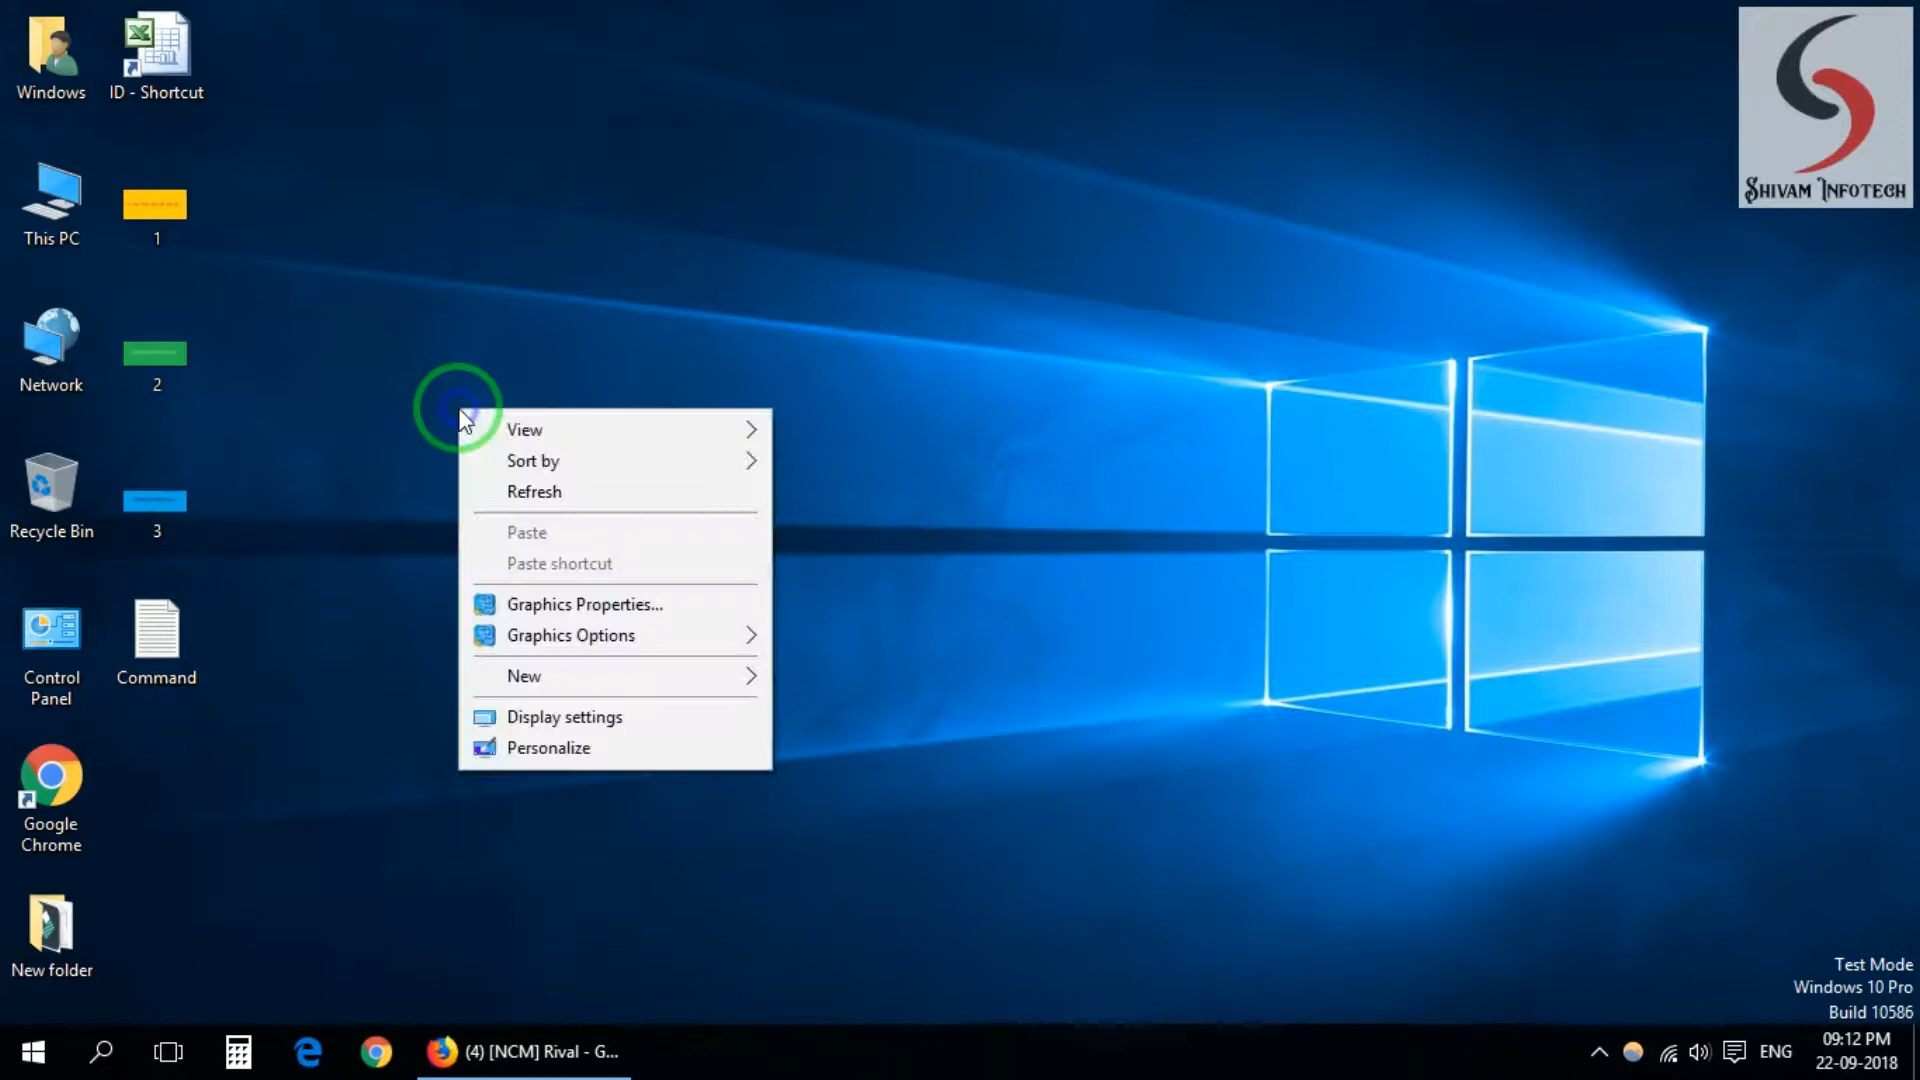 Windows
ID - Shortcut
SHIVAM INFOTECH
This PC
1
Network
2
Recycle Bin
3
Control
Panel
Command
Google
Chrome
New folder
View
Sort by
Refresh
Paste
Paste shortcut
Graphics Properties...
Graphics Options
New
Display settings
Personalize
Test Mode
Windows 10 Pro
Build 10586
(4) [NCM] Rival - G...
ENG
09:12 PM
22-09-2018